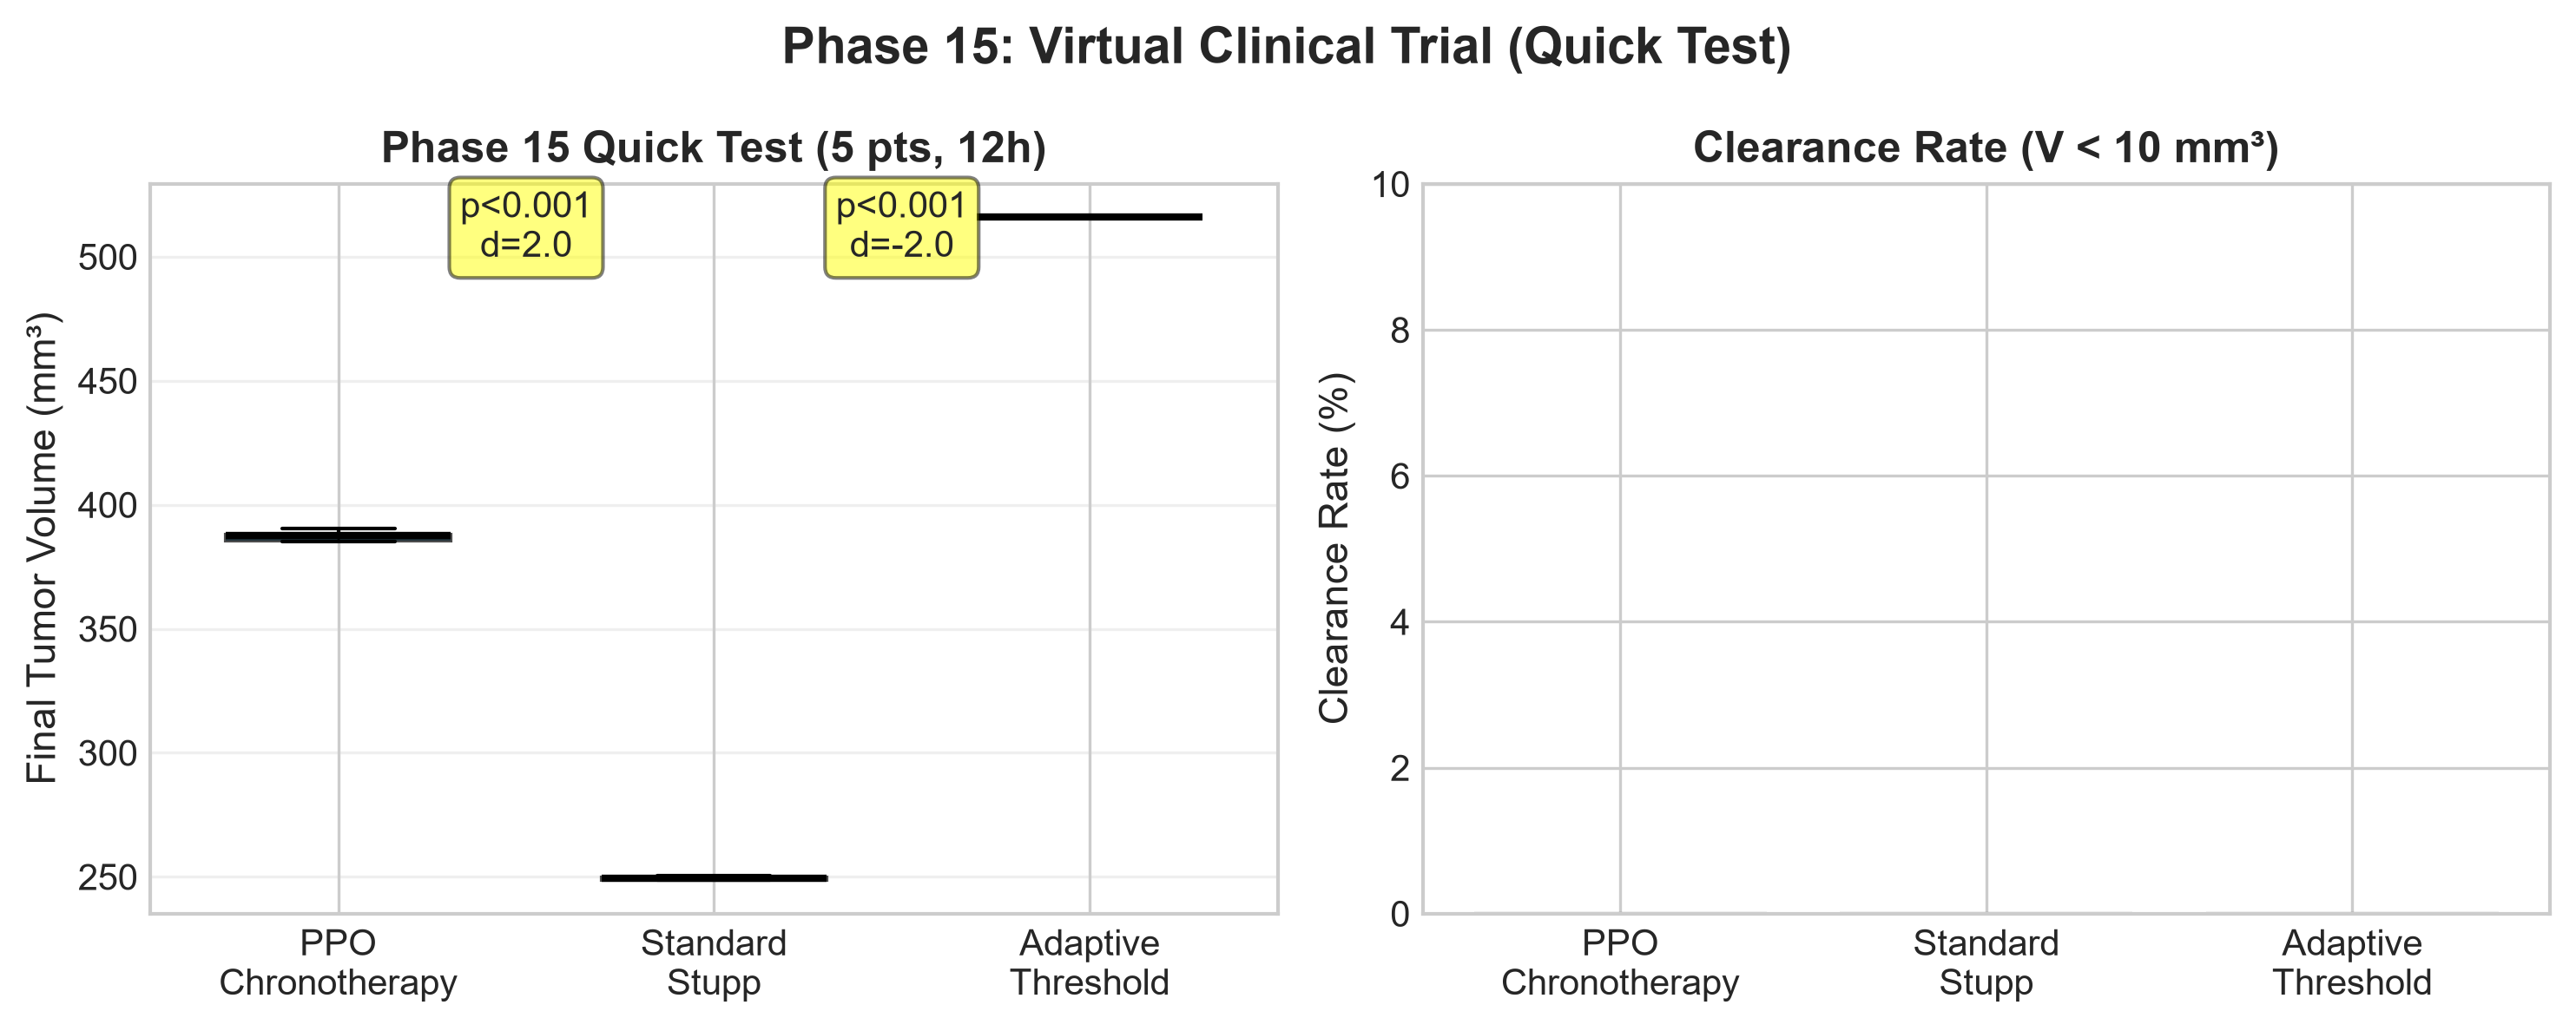 Phase 15: Virtual Clinical Trial (Quick Test)
Phase 15 Quick Test (5 pts, 12h)
p<0.001
d=2.0
p<0.001
d=-2.0
Final Tumor Volume (mm³)
500
450
400
350
300
250
PPO
Chronotherapy
Standard
Stupp
Adaptive
Threshold
Clearance Rate (V < 10 mm³)
Clearance Rate (%)
10
8
6
4
2
0
PPO
Chronotherapy
Standard
Stupp
Adaptive
Threshold